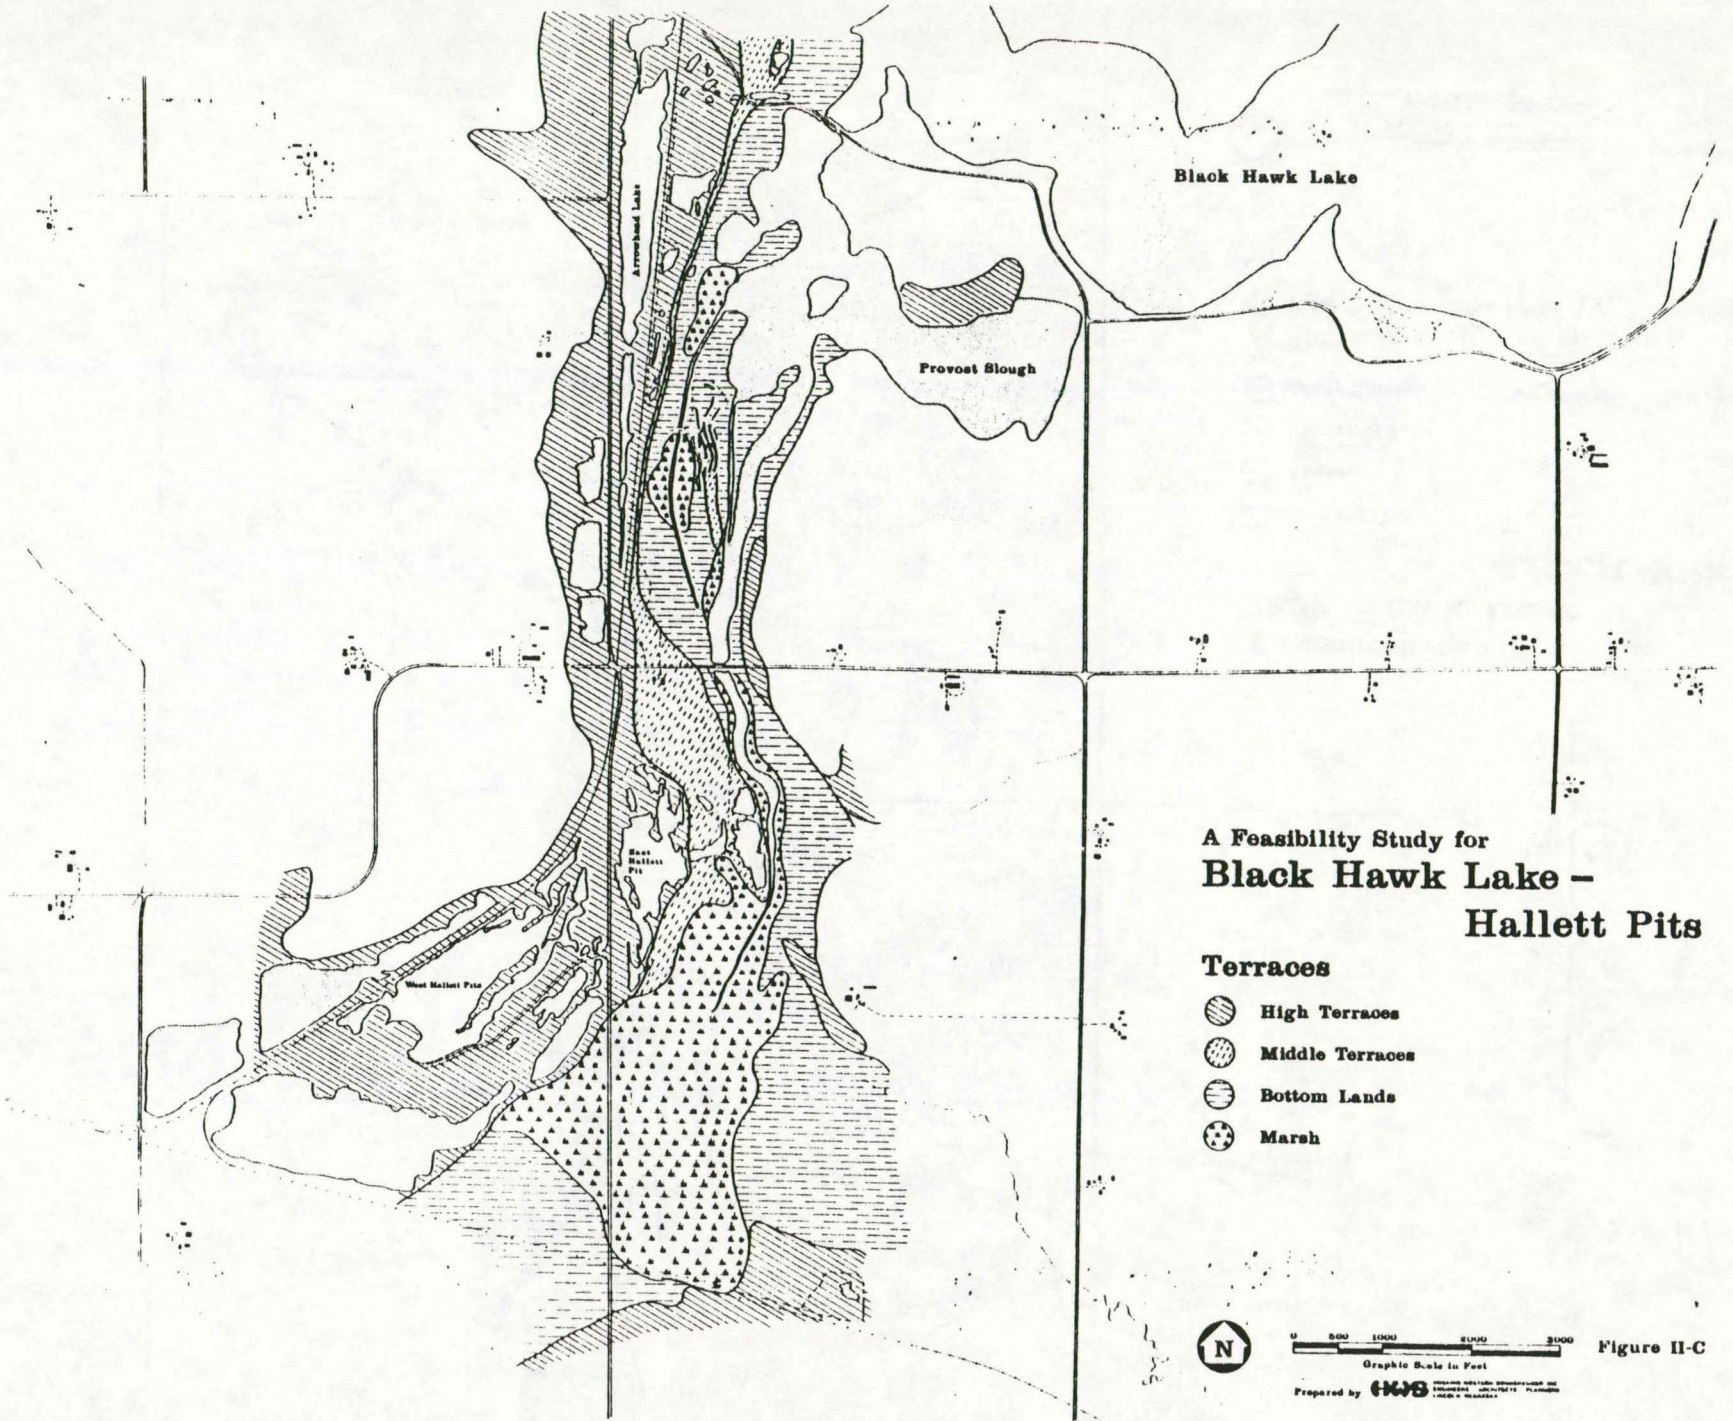 Black Hawk Lake
Arrowhead Lake
Provost Slough
East
Hallett
Pit
West Hallett Pits
A Feasibility Study for
Black Hawk Lake –
Hallett Pits
Terraces
High Terraces
Middle Terraces
Bottom Lands
Marsh
N
0 500 1000 2000 3000
Graphic Scale in Feet
Figure II-C
Prepared by HWS